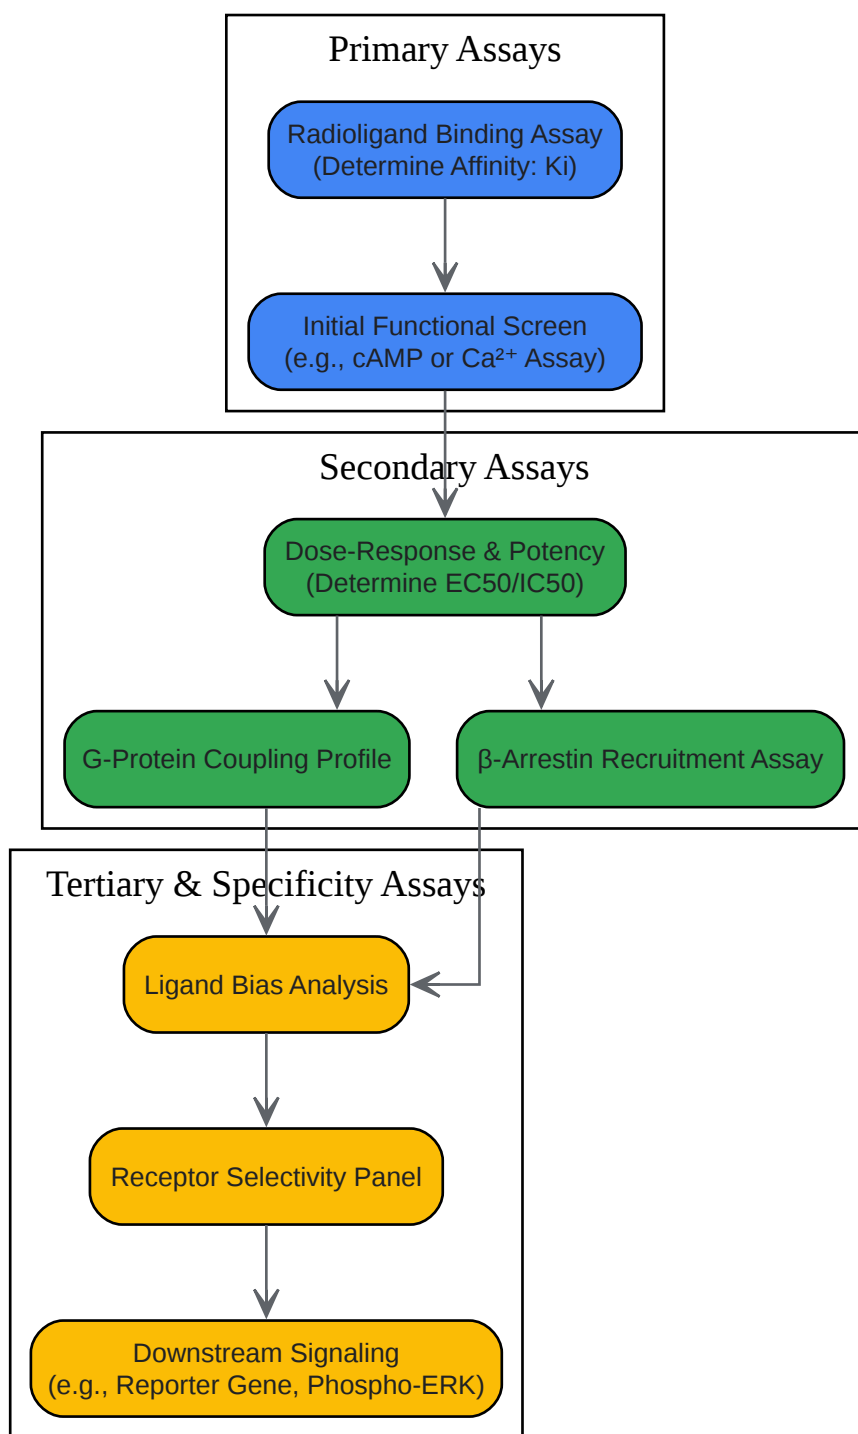 Primary Assays
Radioligand Binding Assay
(Determine Affinity: Ki)
Initial Functional Screen
(e.g., cAMP or Ca²⁺ Assay)
Secondary Assays
Dose-Response & Potency
(Determine EC50/IC50)
G-Protein Coupling Profile
β-Arrestin Recruitment Assay
Tertiary & Specificity Assays
Ligand Bias Analysis
Receptor Selectivity Panel
Downstream Signaling
(e.g., Reporter Gene, Phospho-ERK)